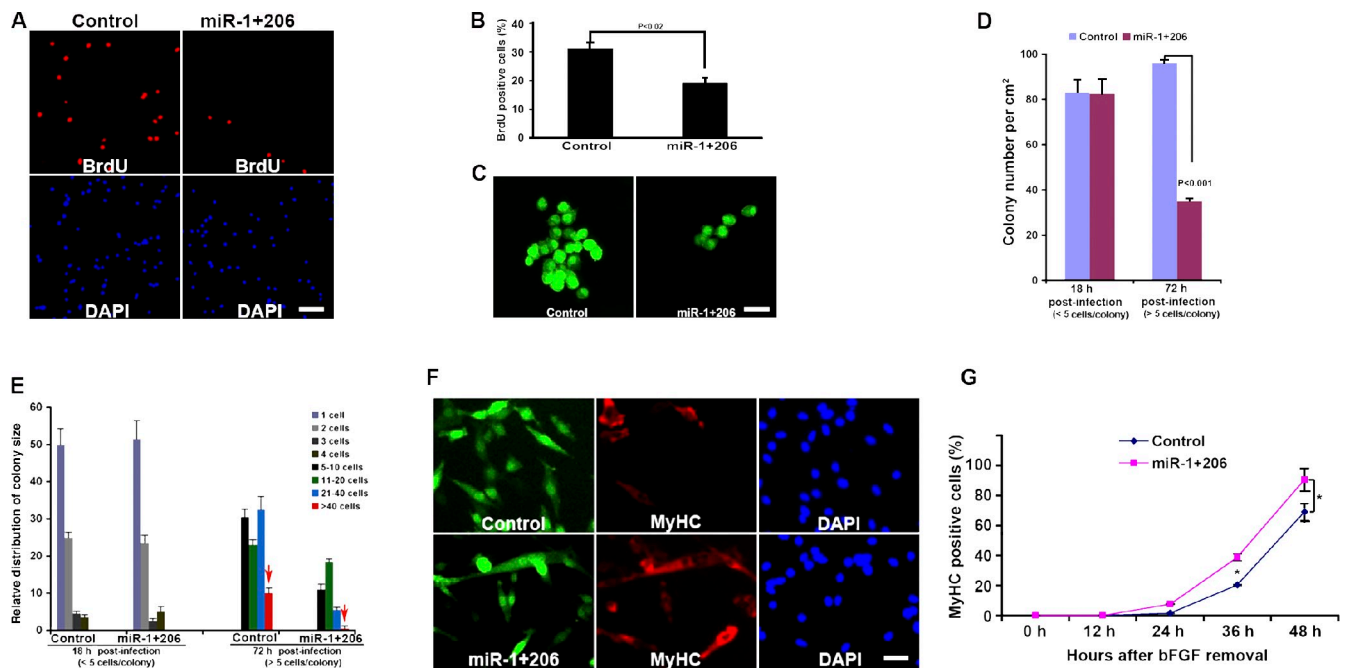 A
Control
miR-1+206
BrdU
BrdU
DAPI
DAPI
B
BrdU positive cells (%)
40
30
20
10
0
P<0.02
Control
miR-1+206
C
Control
miR-1+206
D
Control
miR-1+206
Colony number per cm²
100
80
60
40
20
0
P<0.001
18 h
post-infection
(< 5 cells/colony)
72 h
post-infection
(> 5 cells/colony)
E
Relative distribution of colony size
60
50
40
30
20
10
0
1 cell
2 cells
3 cells
4 cells
5-10 cells
11-20 cells
21-40 cells
>40 cells
Control
miR-1+206
18 h post-infection
(< 5 cells/colony)
Control
miR-1+206
72 h post-infection
(> 5 cells/colony)
F
Control
MyHC
DAPI
miR-1+206
MyHC
DAPI
G
Control
miR-1+206
MyHC positive cells (%)
100
80
60
40
20
0
*
*
0 h
12 h
24 h
36 h
48 h
Hours after bFGF removal